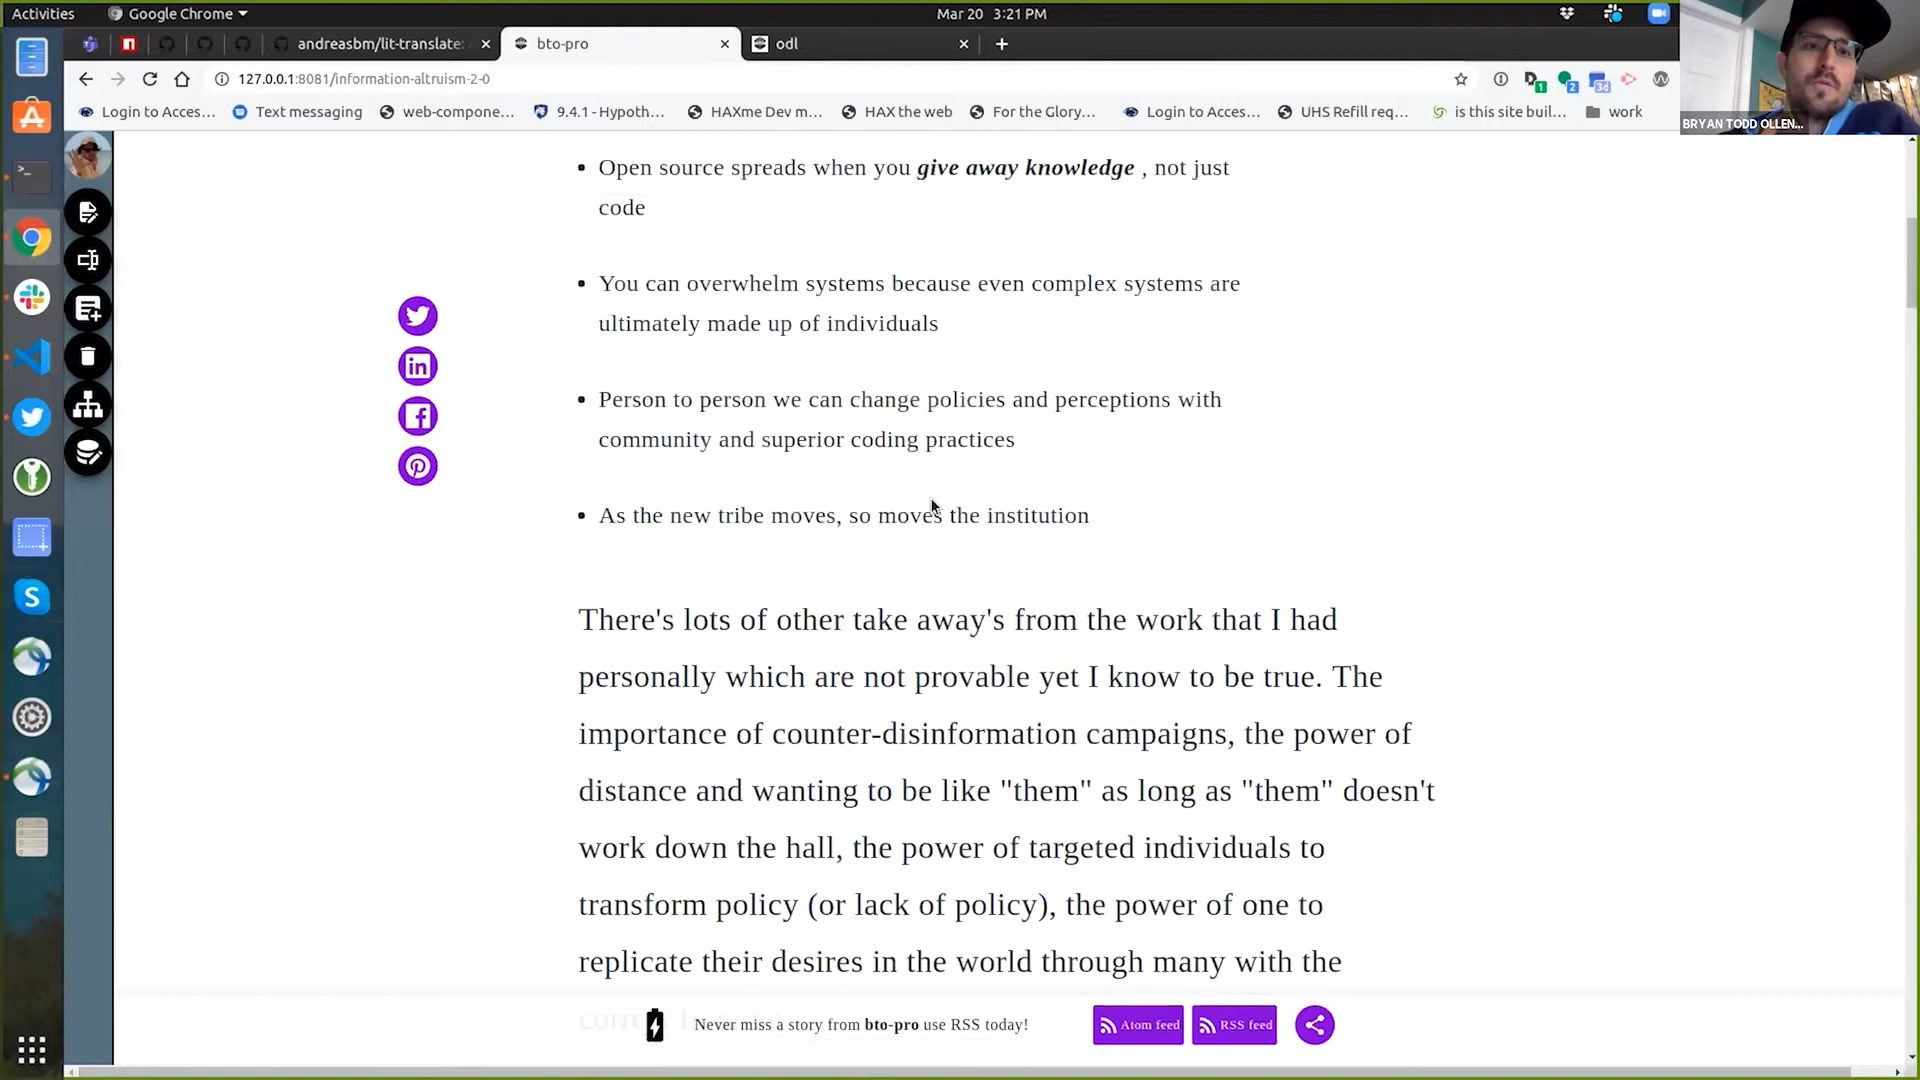 Activities
Google Chrome
Mar 20 3:21 PM
andreasbm/lit-translate:
bto-pro
odl
127.0.0.1:8081/information-altruism-2-0
1
2
3d
Login to Acces...
Text messaging
web-compone...
9.4.1 - Hypoth...
HAXme Dev m...
HAX the web
For the Glory...
Login to Acces...
UHS Refill req...
is this site buil...
work
BRYAN TODD OLLEN...
• Open source spreads when you give away knowledge , not just
code
• You can overwhelm systems because even complex systems are
ultimately made up of individuals
• Person to person we can change policies and perceptions with
community and superior coding practices
• As the new tribe moves, so moves the institution
There's lots of other take away's from the work that I had
personally which are not provable yet I know to be true. The
importance of counter-disinformation campaigns, the power of
distance and wanting to be like "them" as long as "them" doesn't
work down the hall, the power of targeted individuals to
transform policy (or lack of policy), the power of one to
replicate their desires in the world through many with the
Never miss a story from bto-pro use RSS today!
Atom feed
RSS feed